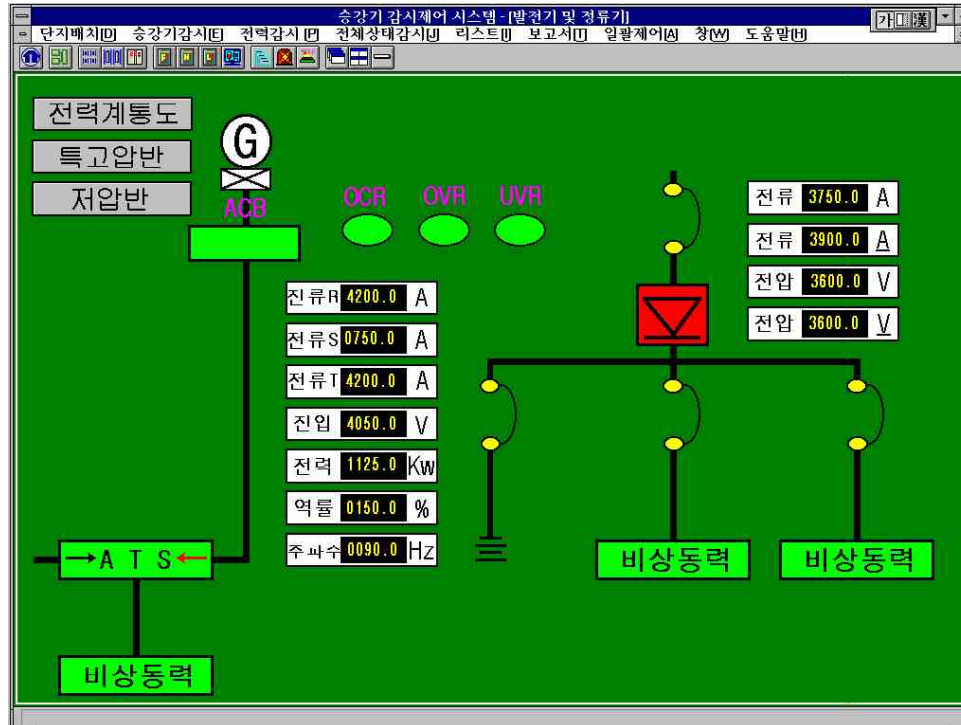 승강기 감시제어 시스템 - [발전기 및 정류기]
가 漢
단지배치[D] 승강기감시[E] 전력감시[P] 전체상태감시[J] 리스트[I] 보고서[T] 일괄제어[A] 창[W] 도움말[H]
전력계통도
특고압반
저압반
G
ACB
OCR OVR UVR
전류R 4200.0 A
전류S 0750.0 A
전류T 4200.0 A
진입 4050.0 V
전력 1125.0 Kw
역률 0150.0 %
주파수 0090.0 Hz
전류 3750.0 A
전류 3900.0 A
전압 3600.0 V
전압 3600.0 V
→A T S←
비상동력
비상동력
비상동력